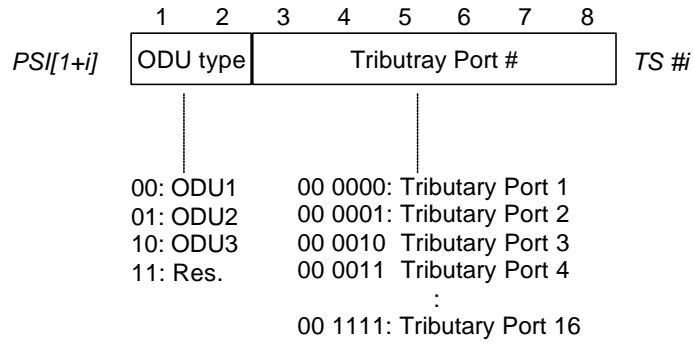 1 2 3 4 5 6 7 8
PSI[1+i] ODU type Tributray Port # TS #i
00: ODU1 00 0000: Tributary Port 1
01: ODU2 00 0001: Tributary Port 2
10: ODU3 00 0010 Tributary Port 3
11: Res. 00 0011 Tributary Port 4
:
00 1111: Tributary Port 16